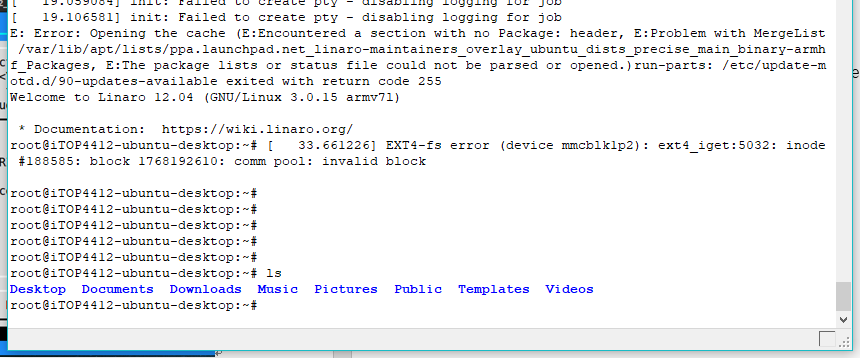 [   19.059084] init: Failed to create pty - disabling logging for job
[   19.106581] init: Failed to create pty - disabling logging for job
E: Error: Opening the cache (E:Encountered a section with no Package: header, E:Problem with MergeList
 /var/lib/apt/lists/ppa.launchpad.net_linaro-maintainers_overlay_ubuntu_dists_precise_main_binary-armh
f_Packages, E:The package lists or status file could not be parsed or opened.)run-parts: /etc/update-m
otd.d/90-updates-available exited with return code 255
Welcome to Linaro 12.04 (GNU/Linux 3.0.15 armv7l)
 * Documentation:  https://wiki.linaro.org/
root@iTOP4412-ubuntu-desktop:~# [   33.661226] EXT4-fs error (device mmcblk1p2): ext4_iget:5032: inode
 #188585: block 1768192610: comm pool: invalid block
root@iTOP4412-ubuntu-desktop:~#
root@iTOP4412-ubuntu-desktop:~#
root@iTOP4412-ubuntu-desktop:~#
root@iTOP4412-ubuntu-desktop:~#
root@iTOP4412-ubuntu-desktop:~#
root@iTOP4412-ubuntu-desktop:~# ls
Desktop  Documents  Downloads  Music  Pictures  Public  Templates  Videos
root@iTOP4412-ubuntu-desktop:~#